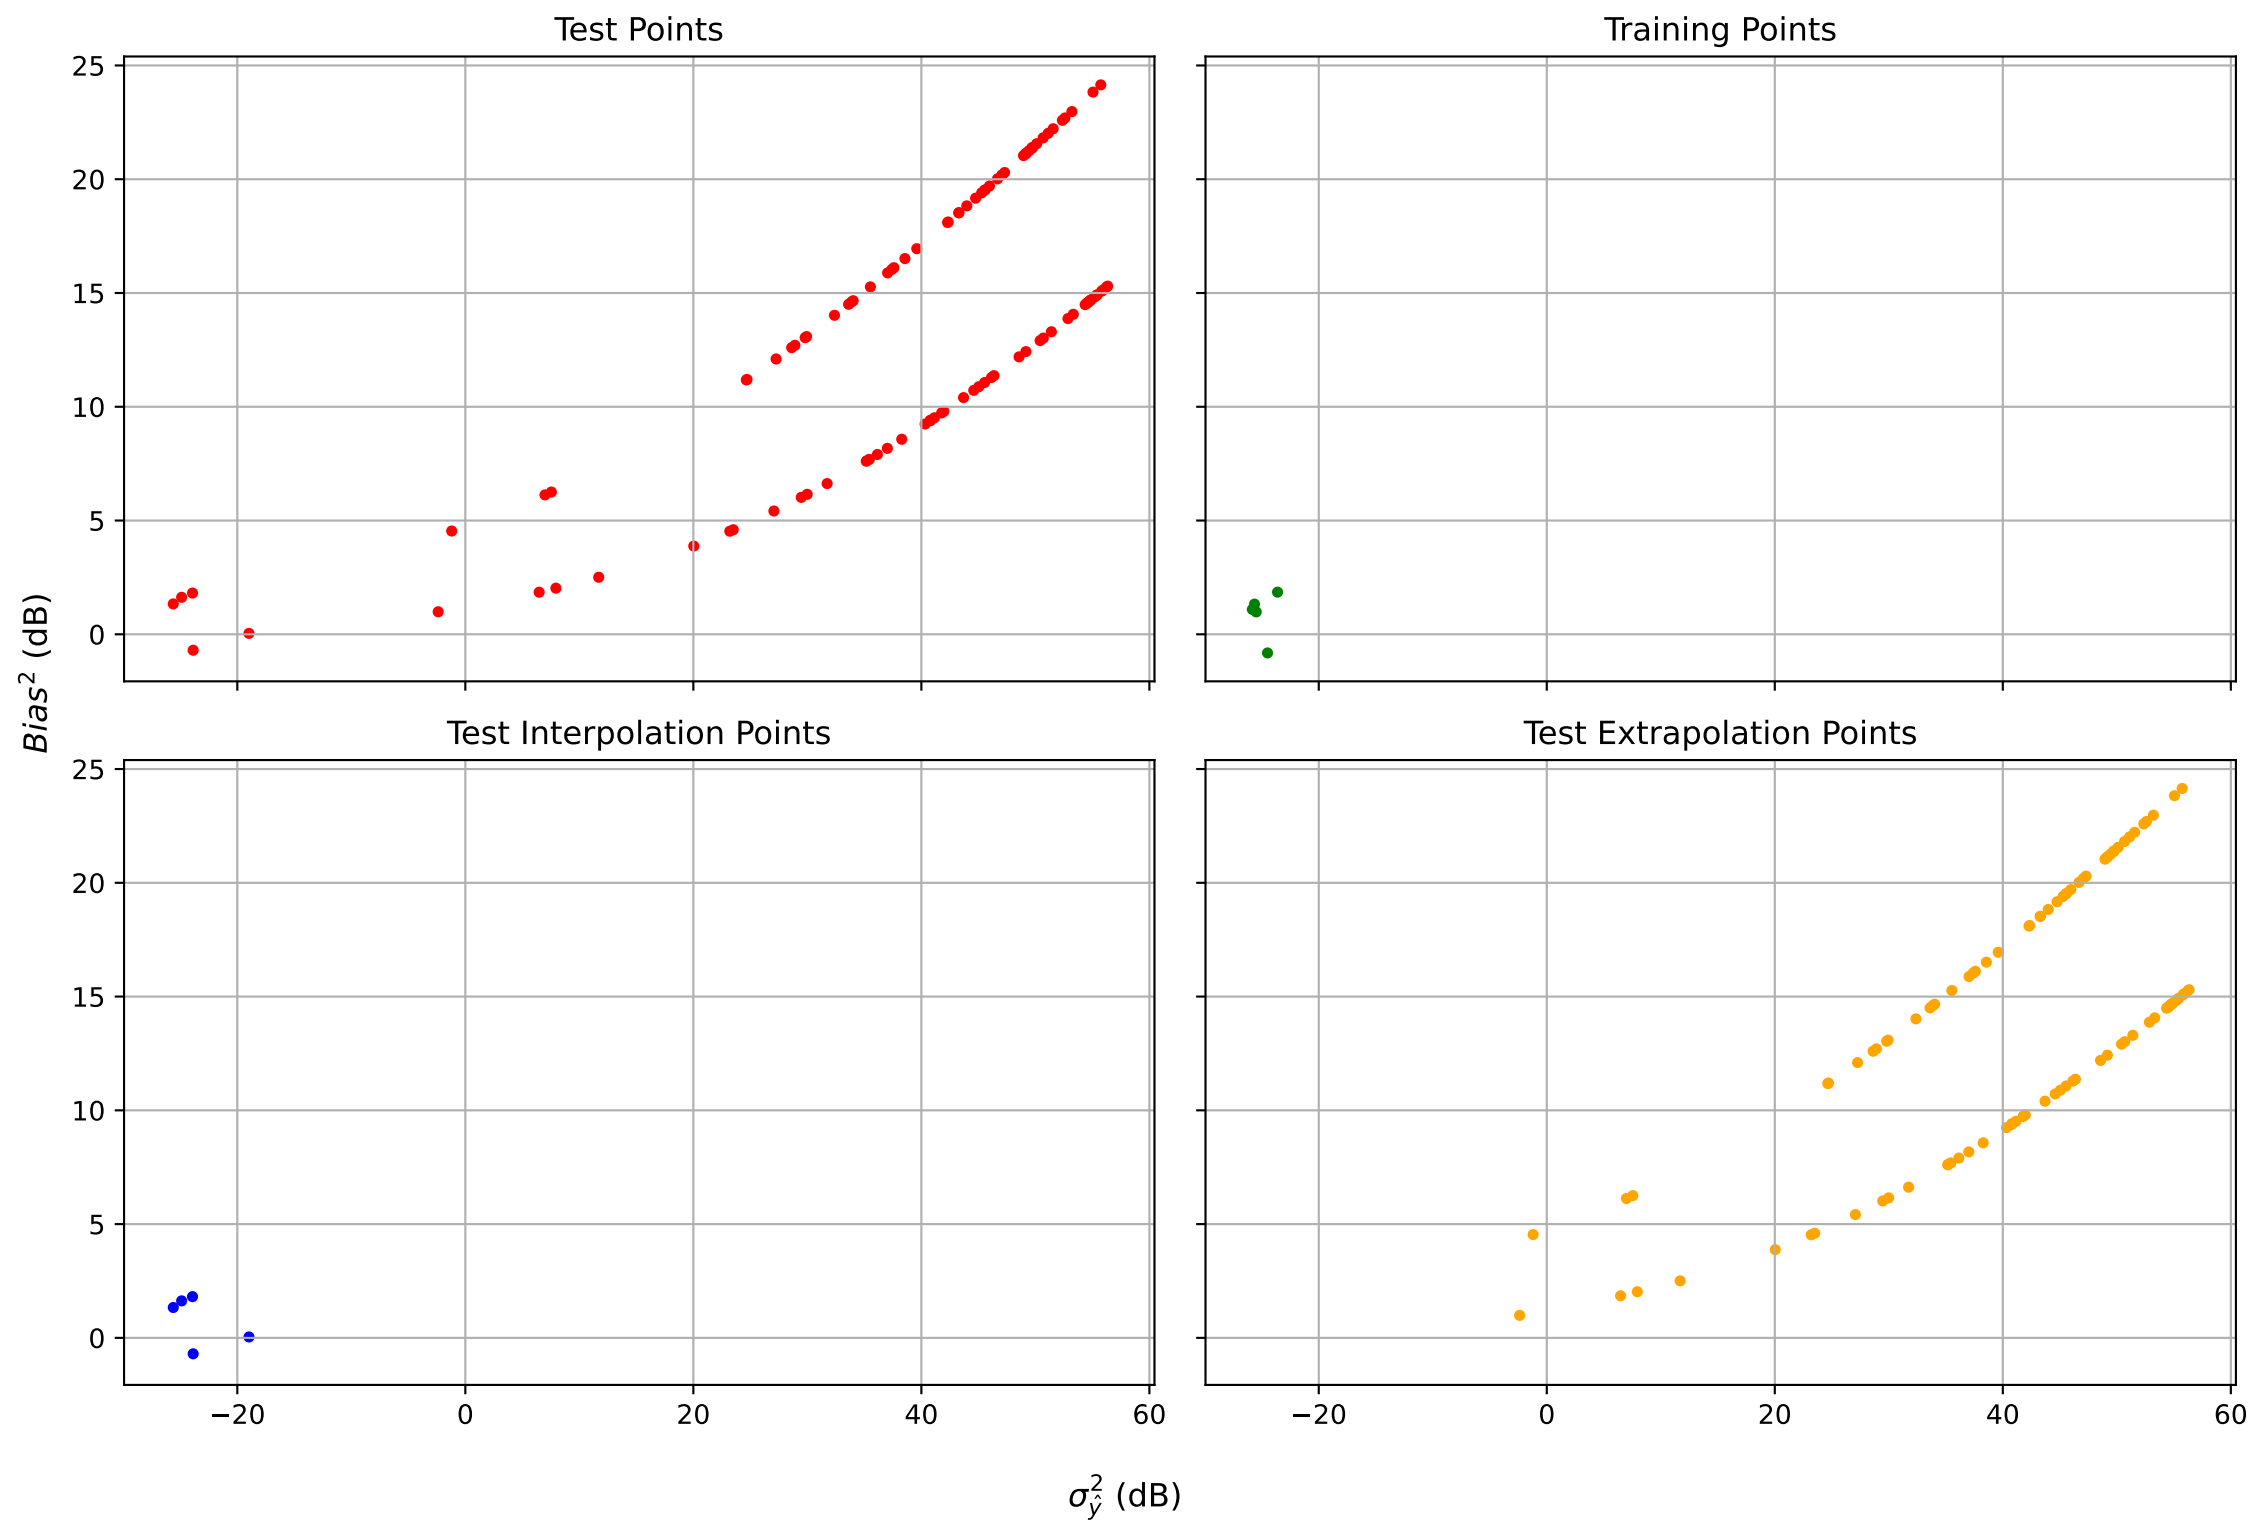 Test Points
Training Points
25
20
15
10
5
0
Bias² (dB)
Test Interpolation Points
Test Extrapolation Points
25
20
15
10
5
0
−20 0 20 40 60
−20 0 20 40 60
σ²_ŷ (dB)